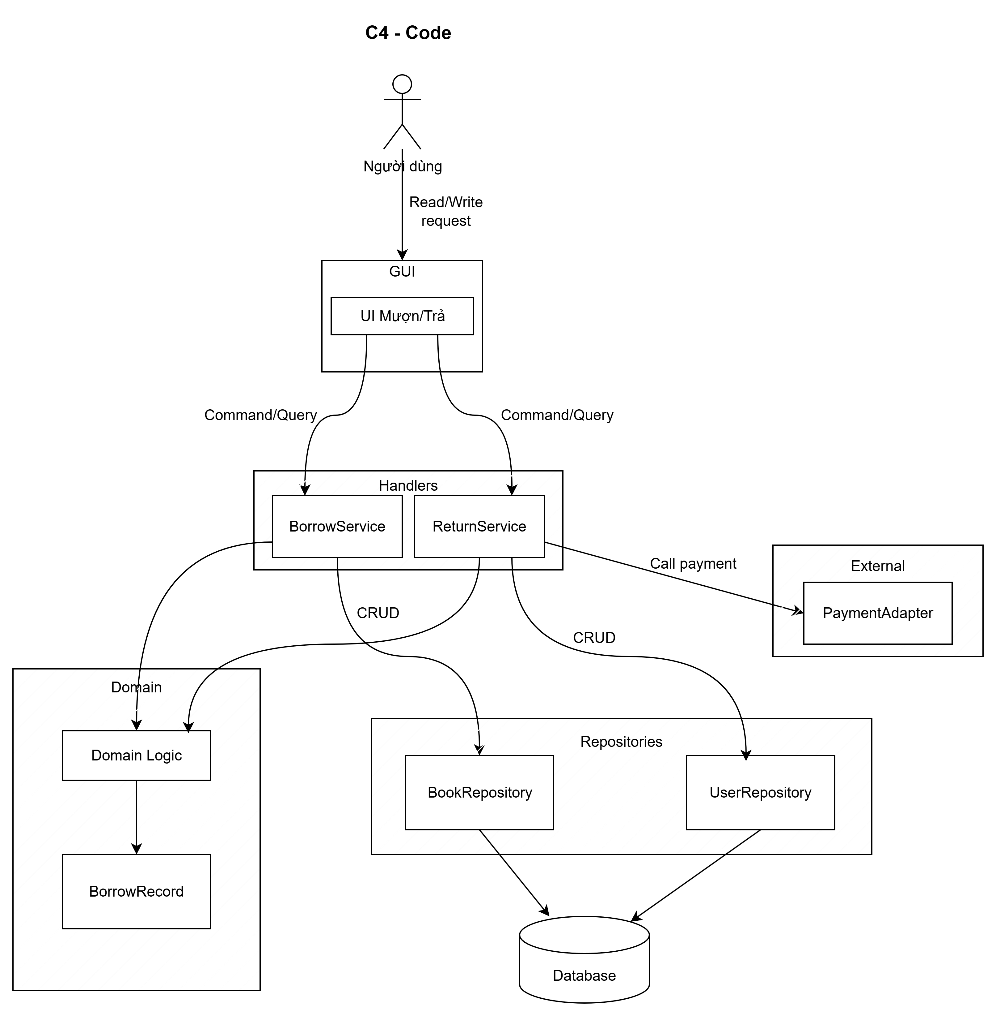 C4 - Code
Người dùng
Read/Write
request
GUI
UI Mượn/Trả
Command/Query
Command/Query
Handlers
BorrowService
ReturnService
Call payment
External
PaymentAdapter
CRUD
CRUD
Domain
Domain Logic
BorrowRecord
Repositories
BookRepository
UserRepository
Database